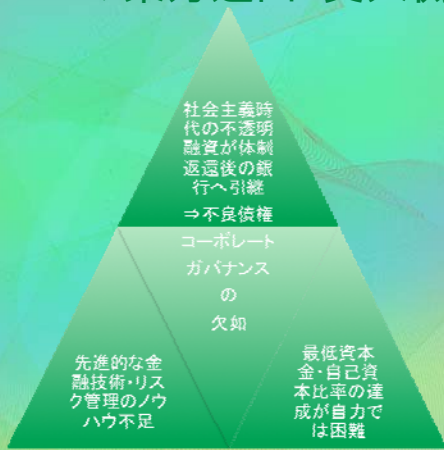 社会主義時
代の不透明
融資が体制
返還後の銀
行へ引継
⇒不良債権
コーポレート
ガバナンス
の
欠如
先進的な金
融技術・リス
ク管理のノウ
ハウ不足
最低資本
金・自己資
本比率の達
成が自力で
は困難